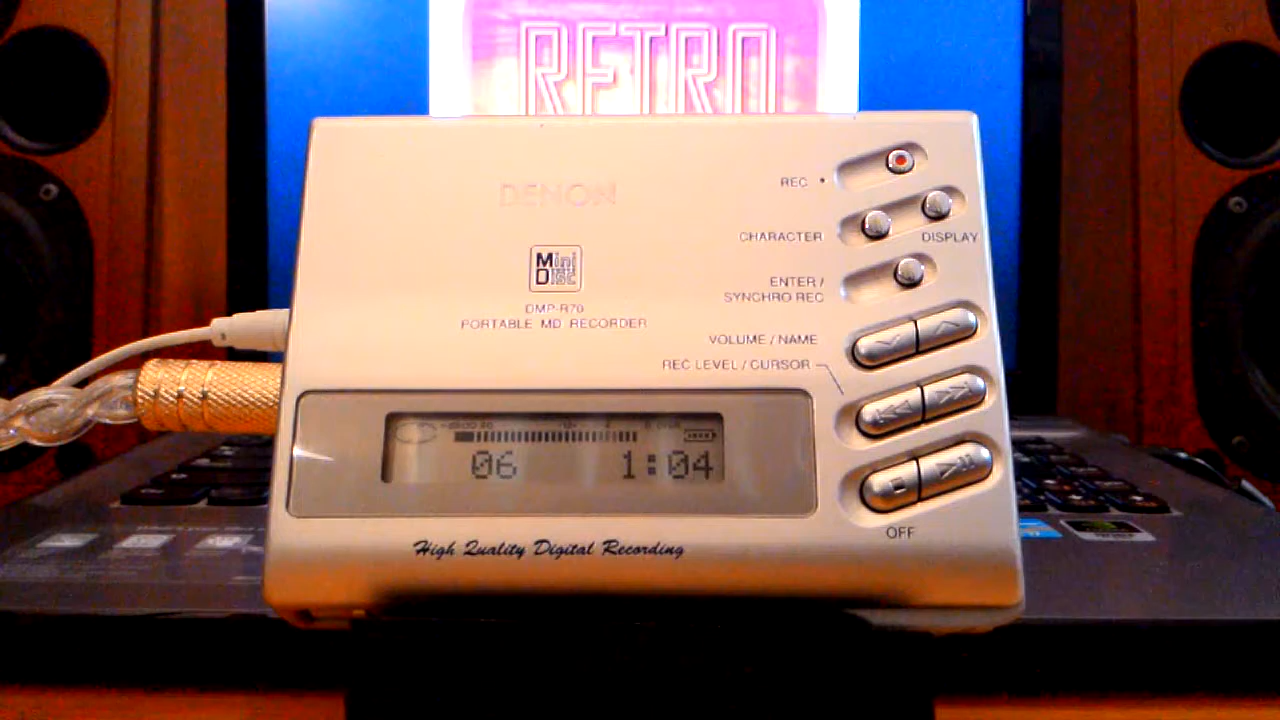 RETRO
DENON
REC
CHARACTER
DISPLAY
Mini
Disc
ENTER /
SYNCHRO REC
DMP-R70
PORTABLE MD RECORDER
VOLUME / NAME
REC LEVEL / CURSOR
06 1:04
OFF
High Quality Digital Recording